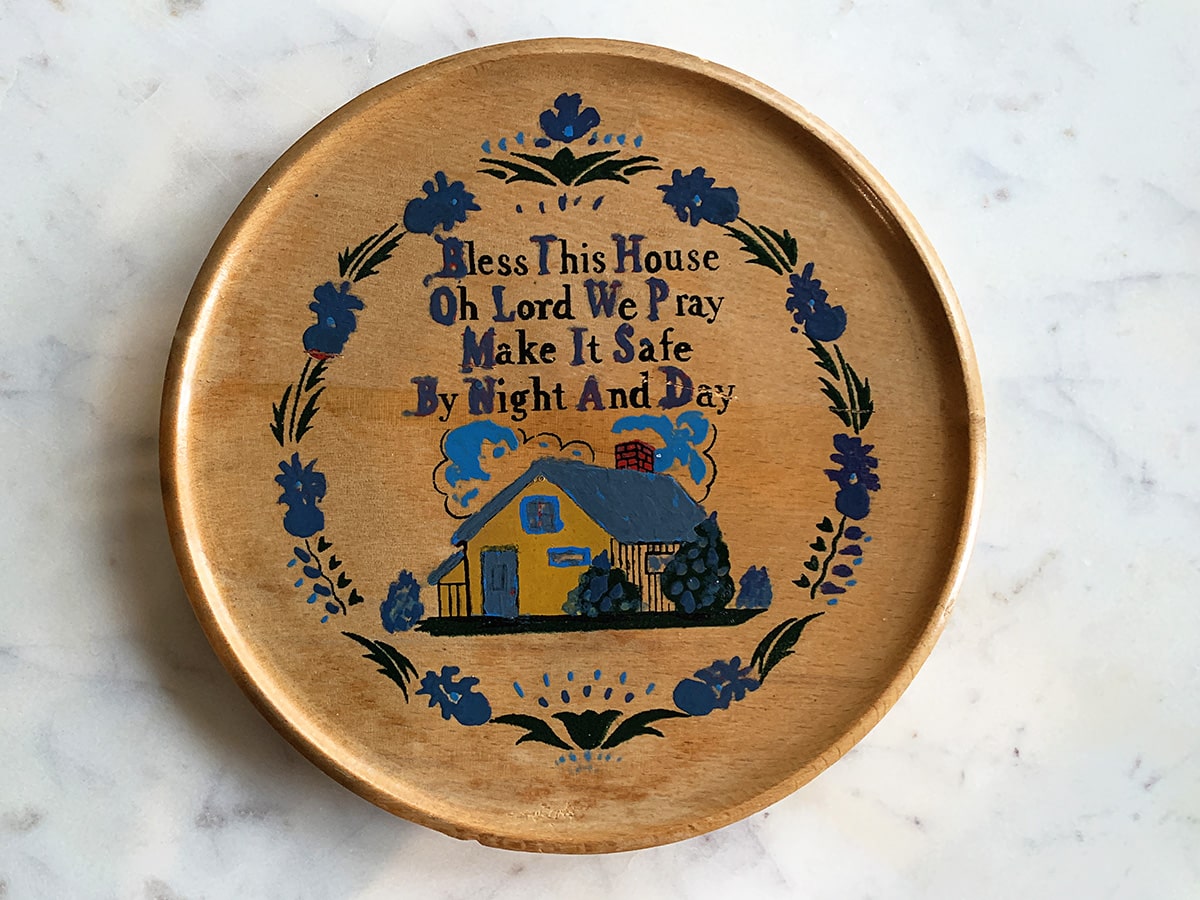 Bless This House
Oh Lord We Pray
Make It Safe
By Night And Day